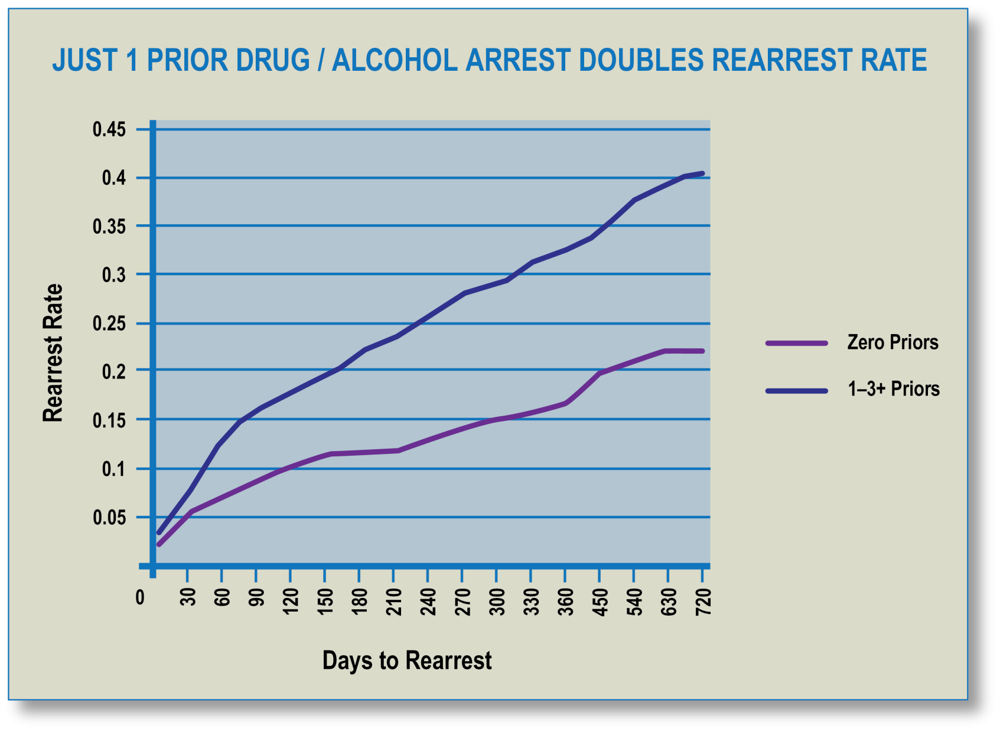 JUST 1 PRIOR DRUG / ALCOHOL ARREST DOUBLES REARREST RATE
0.45
0.4
0.35
0.3
0.25
0.2
0.15
0.1
0.05
Rearrest Rate
Zero Priors
1–3+ Priors
0 30 60 90 120 150 180 210 240 270 300 330 360 450 540 630 720
Days to Rearrest